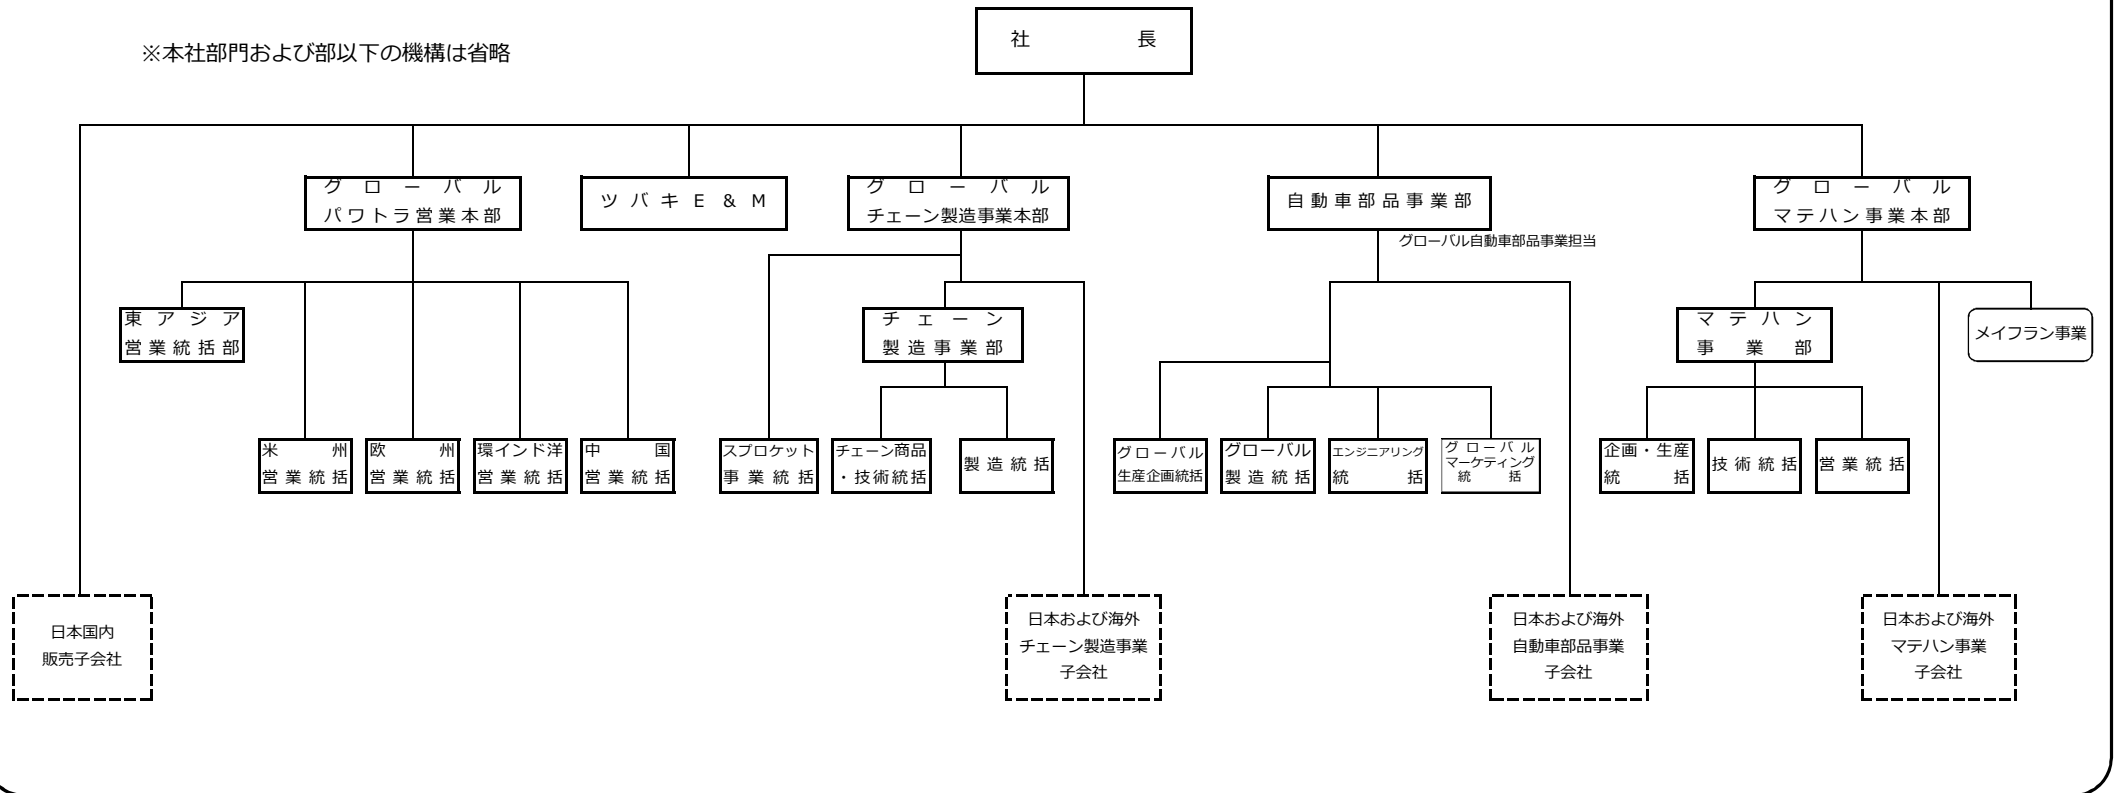 社長
※本社部門および部以下の機構は省略
グローバル
パワトラ営業本部
ツバキE&M
グローバル
チェーン製造事業本部
自動車部品事業部
グローバル自動車部品事業担当
グローバル
マテハン事業本部
東アジア
営業統括部
チェーン
製造事業部
マテハン
事業部
メイフラン事業
米州
営業統括
欧州
営業統括
環インド洋
営業統括
中国
営業統括
スプロケット
事業統括
チェーン商品
・技術統括
製造統括
グローバル
生産企画統括
グローバル
製造統括
エンジニアリング
統括
グローバル
マーケティング
統括
企画・生産
統括
技術統括
営業統括
日本国内
販売子会社
日本および海外
チェーン製造事業
子会社
日本および海外
自動車部品事業
子会社
日本および海外
マテハン事業
子会社